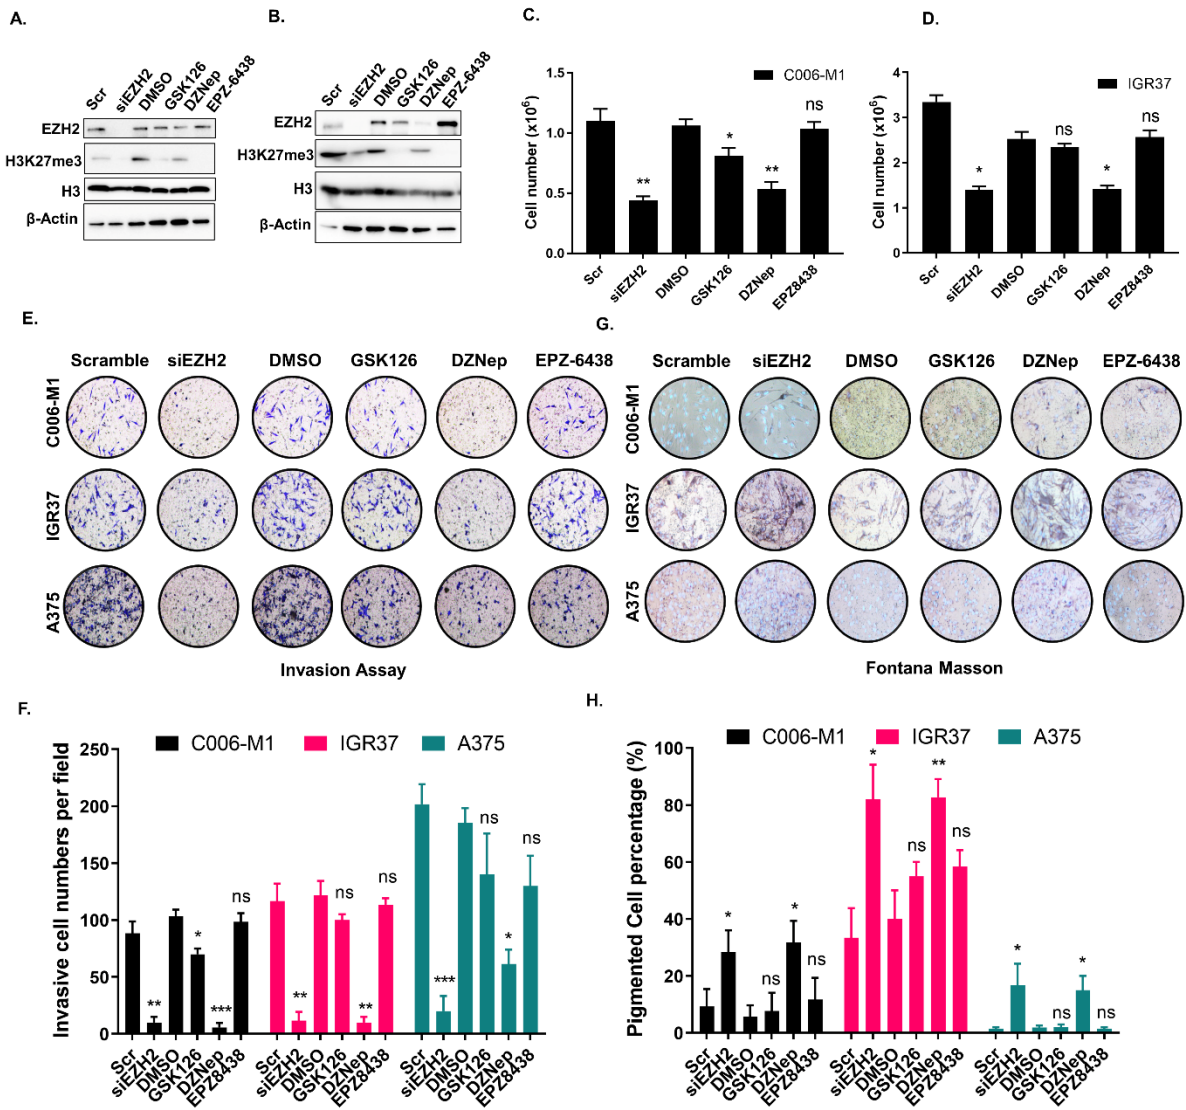 A.
B.
C.
D.
Scr
siEZH2
DMSO
GSK126
DZNep
EPZ-6438
EZH2
H3K27me3
H3
β-Actin
Scr
siEZH2
DMSO
GSK126
DZNep
EPZ-6438
EZH2
H3K27me3
H3
β-Actin
C006-M1
Cell number (x10⁶)
1.5
1.0
0.5
0.0
** * ** ns
Scr siEZH2 DMSO GSK126 DZNep EPZ8438
IGR37
Cell number (x10⁶)
4
3
2
1
0
* ns * ns
Scr siEZH2 DMSO GSK126 DZNep EPZ8438
E.
Scramble siEZH2 DMSO GSK126 DZNep EPZ-6438
C006-M1
IGR37
A375
Invasion Assay
G.
Scramble siEZH2 DMSO GSK126 DZNep EPZ-6438
C006-M1
IGR37
A375
Fontana Masson
F.
C006-M1 IGR37 A375
Invasive cell numbers per field
250
200
150
100
50
0
** * *** ns ** ns ** ns *** ns * ns
Scr siEZH2 DMSO GSK126 DZNep EPZ8438 Scr siEZH2 DMSO GSK126 DZNep EPZ8438 Scr siEZH2 DMSO GSK126 DZNep EPZ8438
H.
C006-M1 IGR37 A375
Pigmented Cell percentage (%)
100
80
60
40
20
0
* ns * ns * ns ** ns * ns * ns
Scr siEZH2 DMSO GSK126 DZNep EPZ8438 Scr siEZH2 DMSO GSK126 DZNep EPZ8438 Scr siEZH2 DMSO GSK126 DZNep EPZ8438